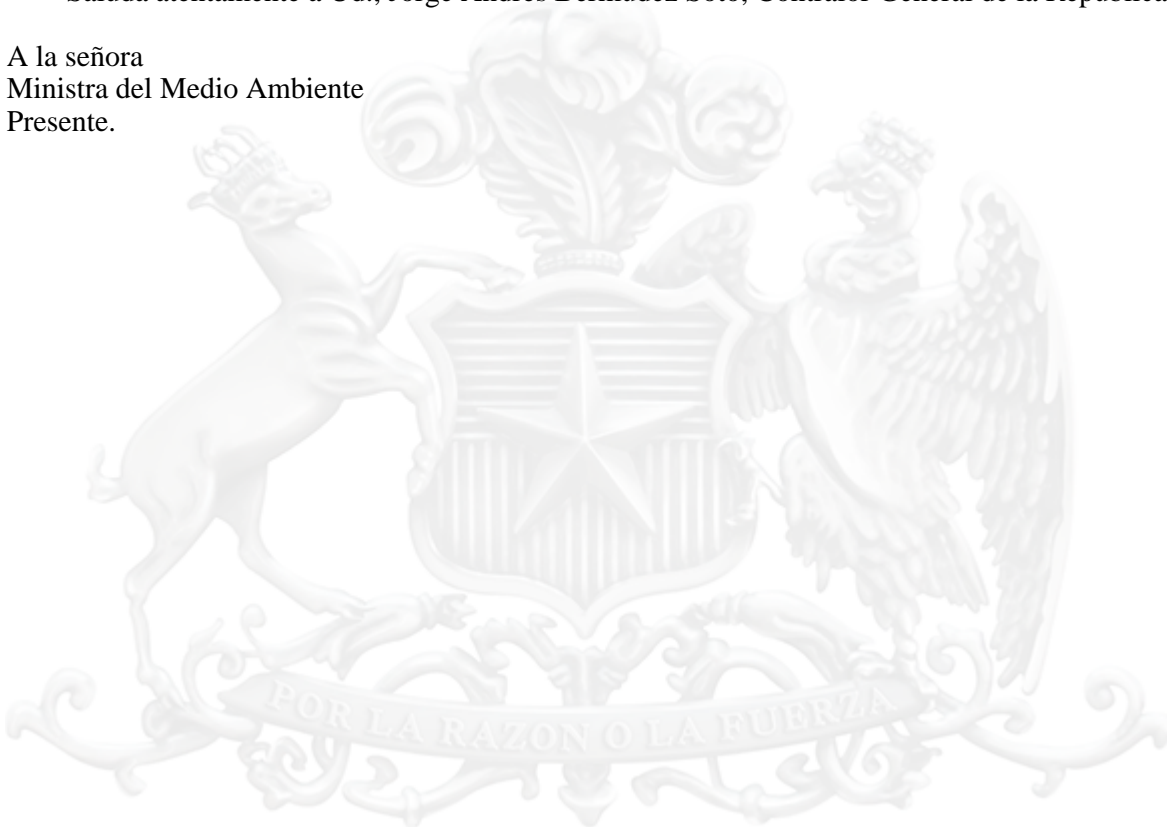 Saluda atentamente a Ud., Jorge Andrés Bermúdez Soto, Contralor General de la República
A la señora
Ministra del Medio Ambiente
Presente.
POR LA RAZON O LA FUERZA